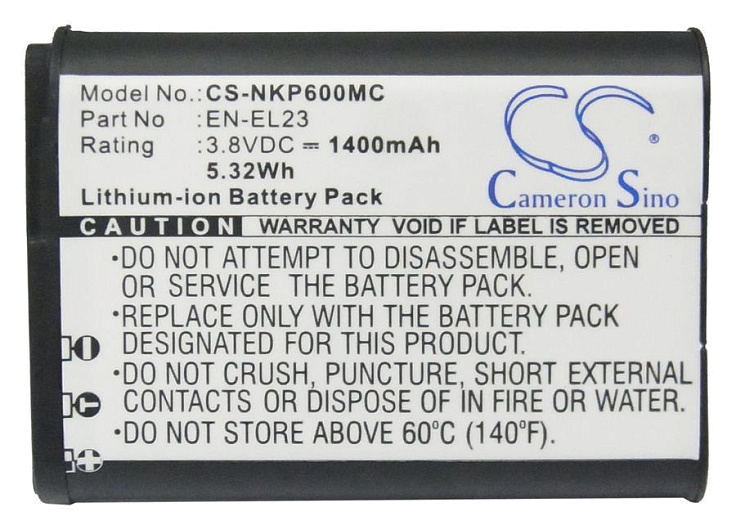 Model No.: CS-NKP600MC
Part No : EN-EL23
Rating : 3.8VDC ⎓ 1400mAh
5.32Wh
Lithium-ion Battery Pack
CS ®
Cameron Sino
CAUTION WARRANTY VOID IF LABEL IS REMOVED
·DO NOT ATTEMPT TO DISASSEMBLE, OPEN
OR SERVICE THE BATTERY PACK.
·REPLACE ONLY WITH THE BATTERY PACK
DESIGNATED FOR THIS PRODUCT.
·DO NOT CRUSH, PUNCTURE, SHORT EXTERNAL
CONTACTS OR DISPOSE OF IN FIRE OR WATER.
·DO NOT STORE ABOVE 60°C (140°F).